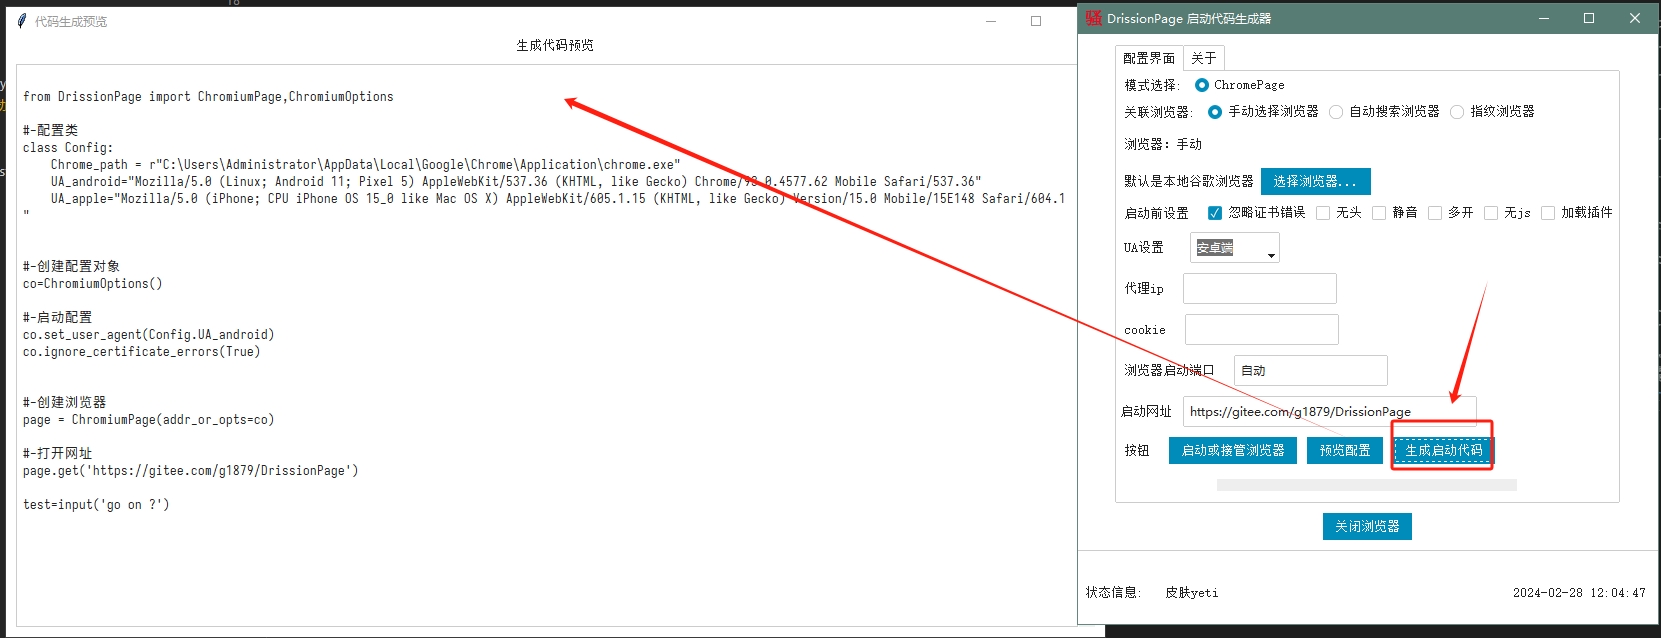 代码生成预览
生成代码预览
from DrissionPage import ChromiumPage,ChromiumOptions
#-配置类
class Config:
Chrome_path = r"C:\Users\Administrator\AppData\Local\Google\Chrome\Application\chrome.exe"
UA_android="Mozilla/5.0 (Linux; Android 11; Pixel 5) AppleWebKit/537.36 (KHTML, like Gecko) Chrome/93.0.4577.62 Mobile Safari/537.36"
UA_apple="Mozilla/5.0 (iPhone; CPU iPhone OS 15_0 like Mac OS X) AppleWebKit/605.1.15 (KHTML, like Gecko) Version/15.0 Mobile/15E148 Safari/604.1
"
#-创建配置对象
co=ChromiumOptions()
#-启动配置
co.set_user_agent(Config.UA_android)
co.ignore_certificate_errors(True)
#-创建浏览器
page = ChromiumPage(addr_or_opts=co)
#-打开网址
page.get('https://gitee.com/g1879/DrissionPage')
test=input('go on ?')
骚 DrissionPage 启动代码生成器
配置界面 关于
模式选择: ChromePage
关联浏览器: 手动选择浏览器 自动搜索浏览器 指纹浏览器
浏览器：手动
默认是本地谷歌浏览器 选择浏览器...
启动前设置 忽略证书错误 无头 静音 多开 无js 加载插件
UA设置 安卓端
代理ip
cookie
浏览器启动端口 自动
启动网址 https://gitee.com/g1879/DrissionPage
按钮 启动或接管浏览器 预览配置 生成启动代码
关闭浏览器
状态信息: 皮肤yeti 2024-02-28 12:04:47